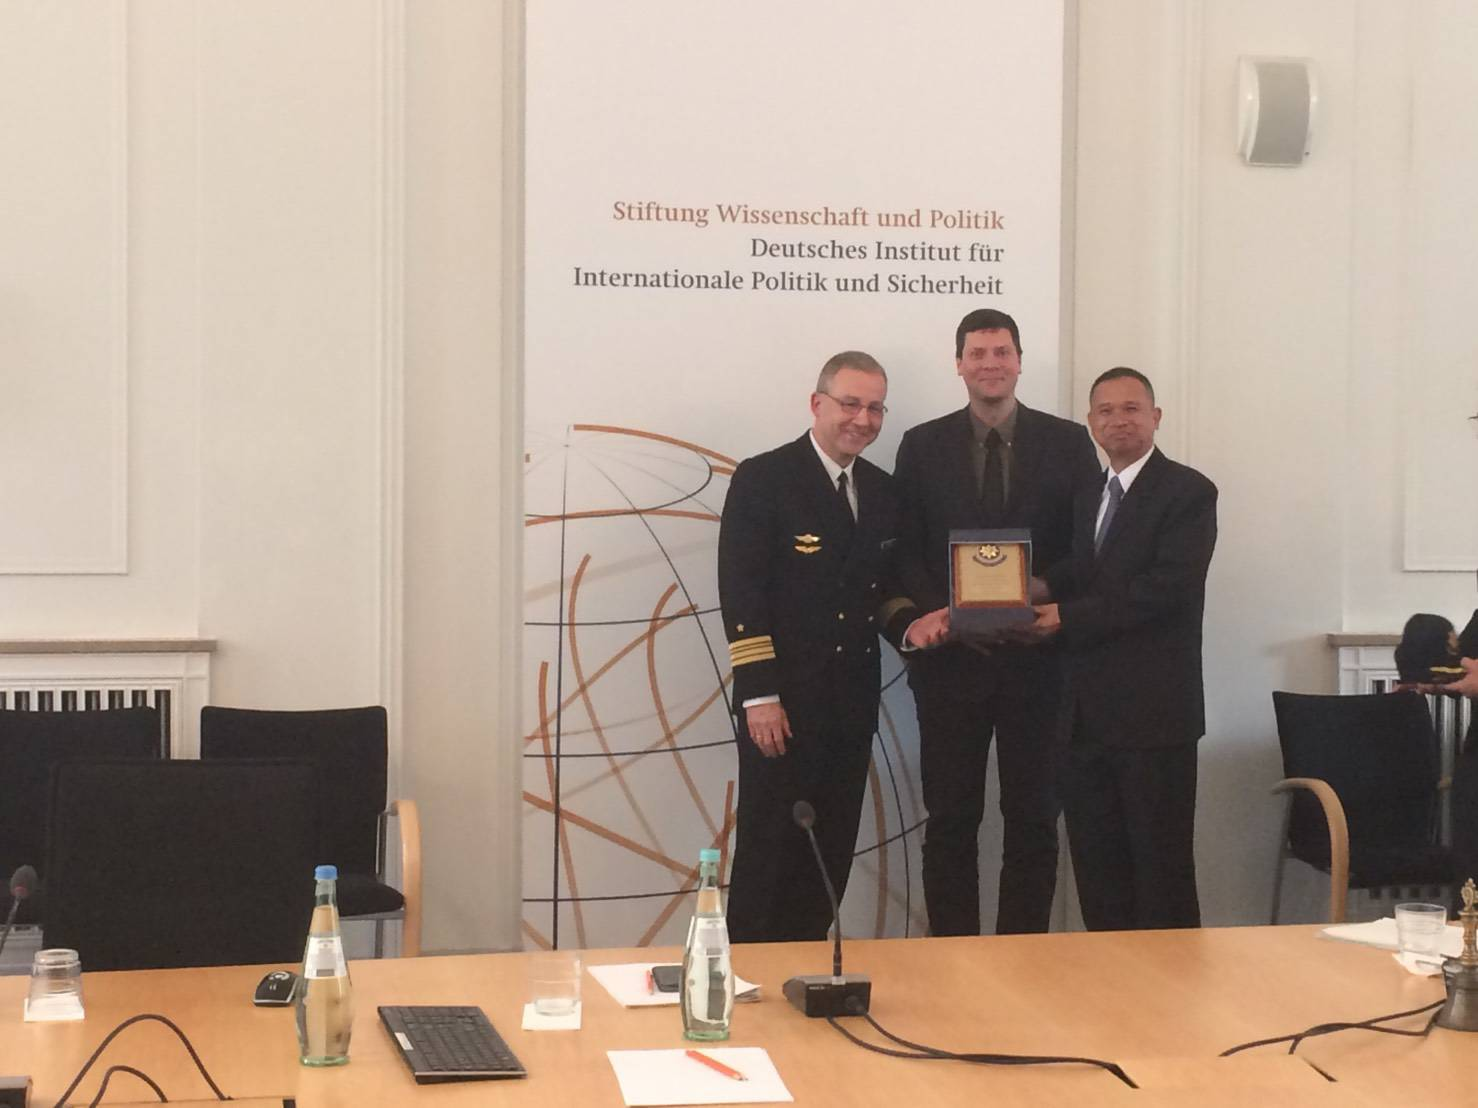 Stiftung Wissenschaft und Politik
Deutsches Institut für
Internationale Politik und Sicherheit